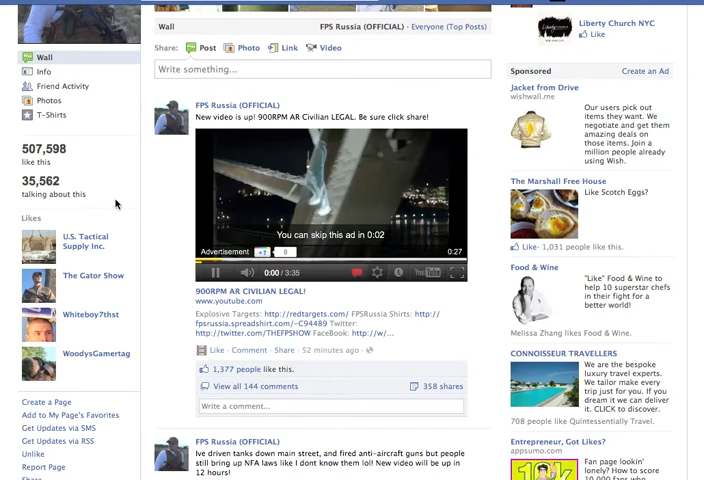 Wall
FPS Russia (OFFICIAL) · Everyone (Top Posts)
Share: Post Photo Link Video
Write something...
Wall
Info
Friend Activity
Photos
T-Shirts
507,598
like this
35,562
talking about this
Likes
U.S. Tactical
Supply Inc.
The Gator Show
Whiteboy7thst
WoodysGamertag
Create a Page
Add to My Page's Favorites
Get Updates via SMS
Get Updates via RSS
Unlike
Report Page
Share
FPS Russia (OFFICIAL)
New video is up! 900RPM AR Civilian LEGAL. Be sure click share!
You can skip this ad in 0:02
Advertisement +1 8 0:27
0:00 / 3:35 YouTube
900RPM AR CIVILIAN LEGAL!
www.youtube.com
Explosive Targets: http://redtargets.com/ FPSRussia Shirts: http://
fpsrussia.spreadshirt.com/-C94489 Twitter:
http://twitter.com/THEFPSHOW FaceBook: http://w/...
Like · Comment · Share · 52 minutes ago ·
1,377 people like this.
View all 144 comments 358 shares
Write a comment...
FPS Russia (OFFICIAL)
Ive driven tanks down main street, and fired anti-aircraft guns but people
still bring up NFA laws like I dont know them lol! New video will be up in
12 hours!
Liberty Church NYC
Like
Sponsored Create an Ad
Jacket from Drive
wishwall.me
Our users pick out
items they want. We
negotiate and get them
amazing deals on
those items. Join a
million people already
using Wish.
The Marshall Free House
Like Scotch Eggs?
Like · 1,031 people like this.
Food & Wine
"Like" Food & Wine to
help 10 superstar chefs
in their fight for a
better world!
Melissa Zhang likes Food & Wine.
CONNOISSEUR TRAVELLERS
We are the bespoke
luxury travel experts.
We tailor make every
trip just for you. If you
dream it we can deliver
it. CLICK to discover.
708 people like Quintessentially Travel.
Entrepreneur, Got Likes?
appsumo.com
Fan page lookin'
lonely? How to score
10,000 fans who